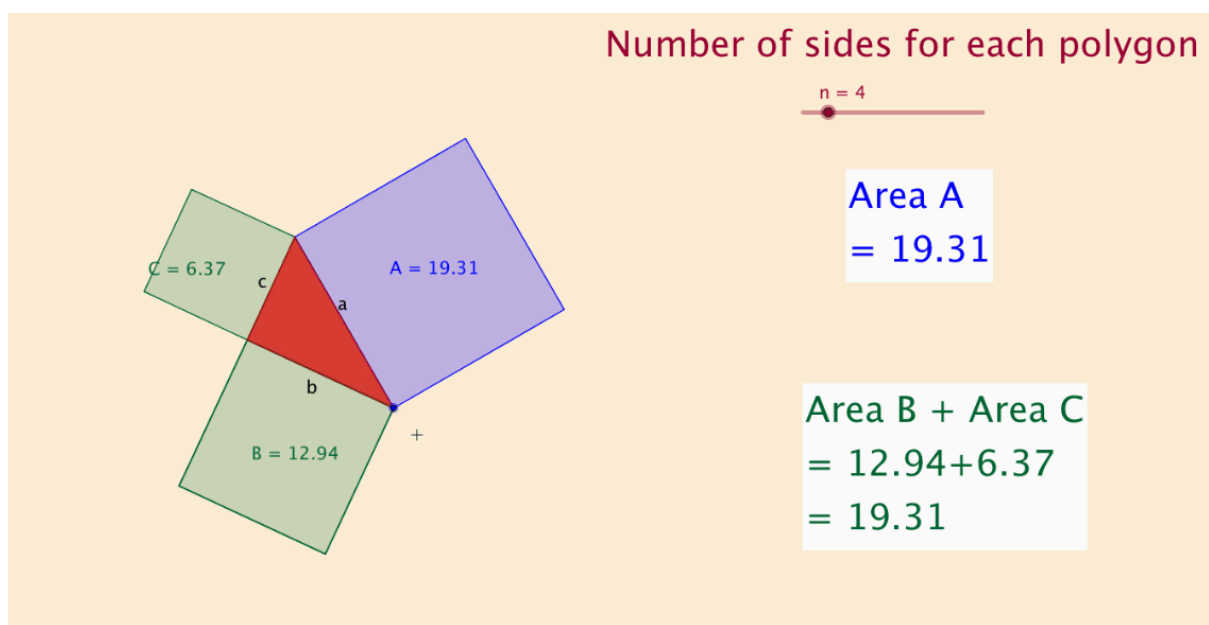 Number of sides for each polygon
n = 4
Area A
= 19.31
C = 6.37
c
A = 19.31
a
b
B = 12.94
Area B + Area C
= 12.94+6.37
= 19.31